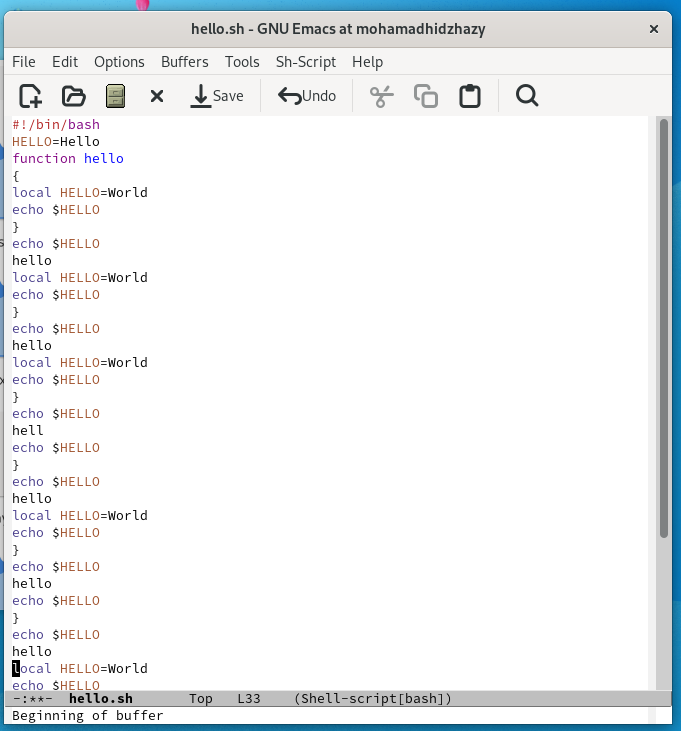 hello.sh - GNU Emacs at mohamadhidzhazy
File Edit Options Buffers Tools Sh-Script Help
Save Undo
#!/bin/bash
HELLO=Hello
function hello
{
local HELLO=World
echo $HELLO
}
echo $HELLO
hello
local HELLO=World
echo $HELLO
}
echo $HELLO
hello
local HELLO=World
echo $HELLO
}
echo $HELLO
hell
echo $HELLO
}
echo $HELLO
hello
local HELLO=World
echo $HELLO
}
echo $HELLO
hello
echo $HELLO
}
echo $HELLO
hello
local HELLO=World
echo $HELLO
-:**- hello.sh Top L33 (Shell-script[bash])
Beginning of buffer